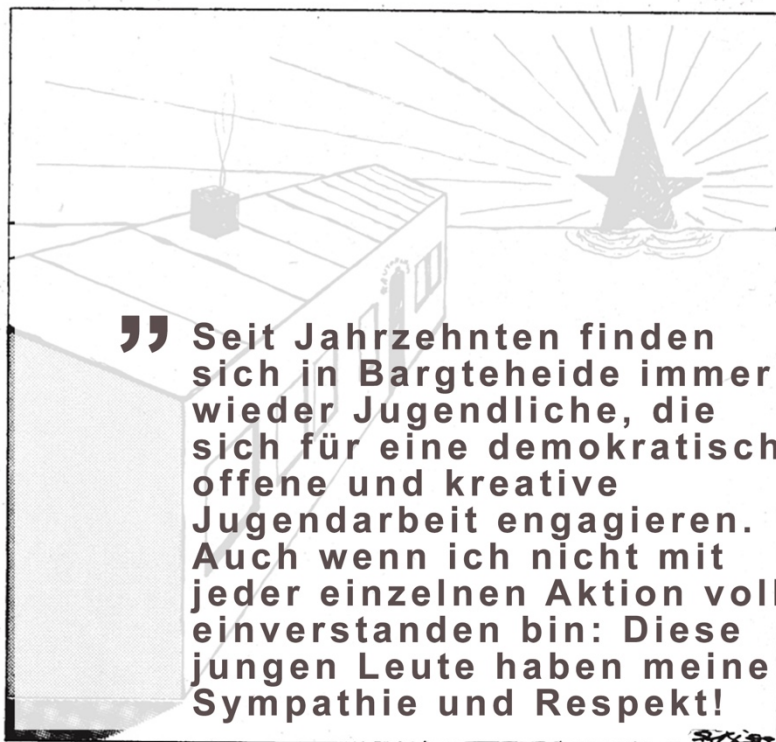 ” Seit Jahrzehnten finden
sich in Bargteheide immer
wieder Jugendliche, die
sich für eine demokratisch
offene und kreative
Jugendarbeit engagieren.
Auch wenn ich nicht mit
jeder einzelnen Aktion voll
einverstanden bin: Diese
jungen Leute haben meine
Sympathie und Respekt!